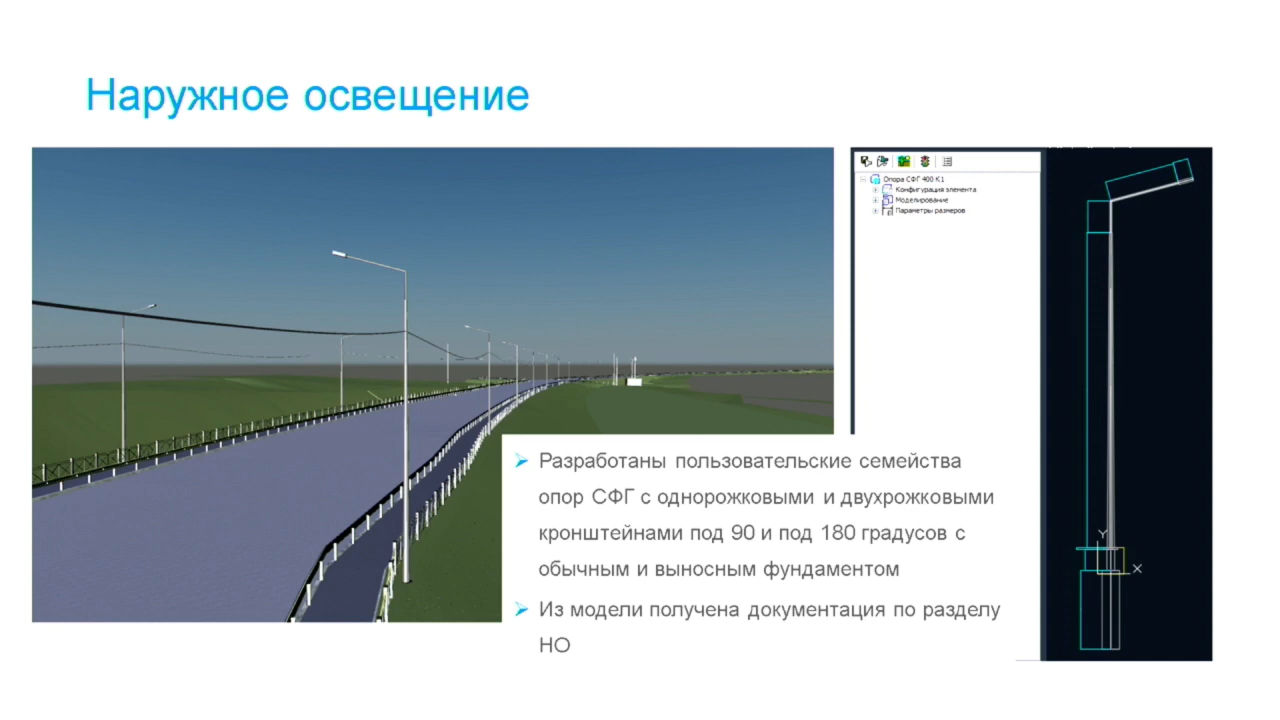 Наружное освещение
Опора СФГ 400 К1
Конфигурация элемента
Моделирование
Параметры размеров
Разработаны пользовательские семейства
опор СФГ с однорожковыми и двухрожковыми
кронштейнами под 90 и под 180 градусов с
обычным и выносным фундаментом
Из модели получена документация по разделу
НО
Y
X